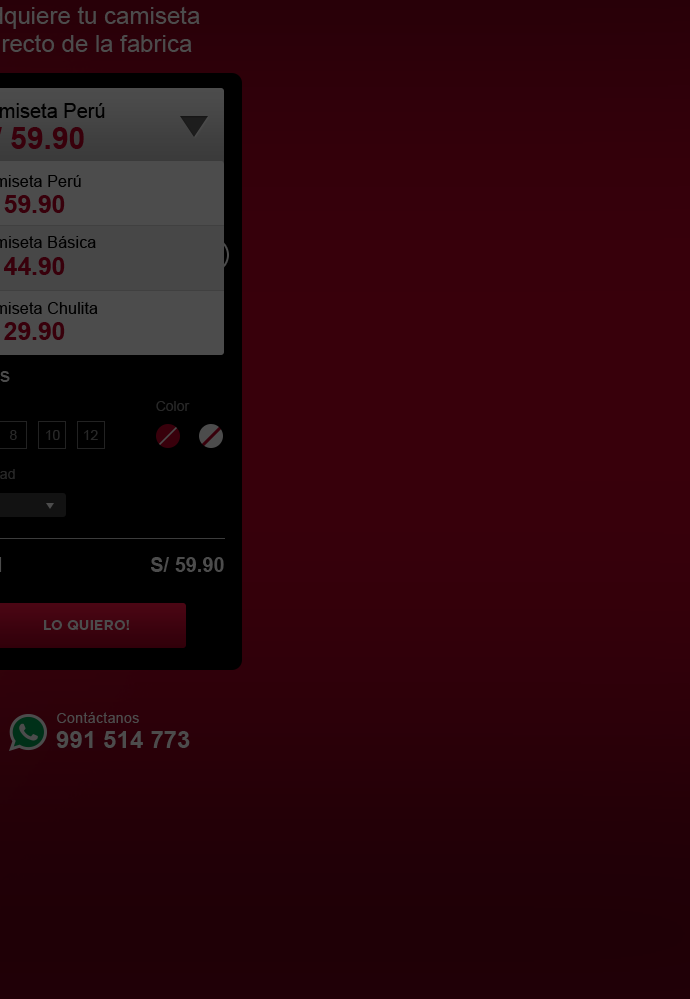 lquiere tu camiseta
recto de la fabrica
miseta Perú
/ 59.90
miseta Perú
59.90
miseta Básica
44.90
miseta Chulita
29.90
s
Color
8 10 12
ad
l S/ 59.90
LO QUIERO!
Contáctanos
991 514 773